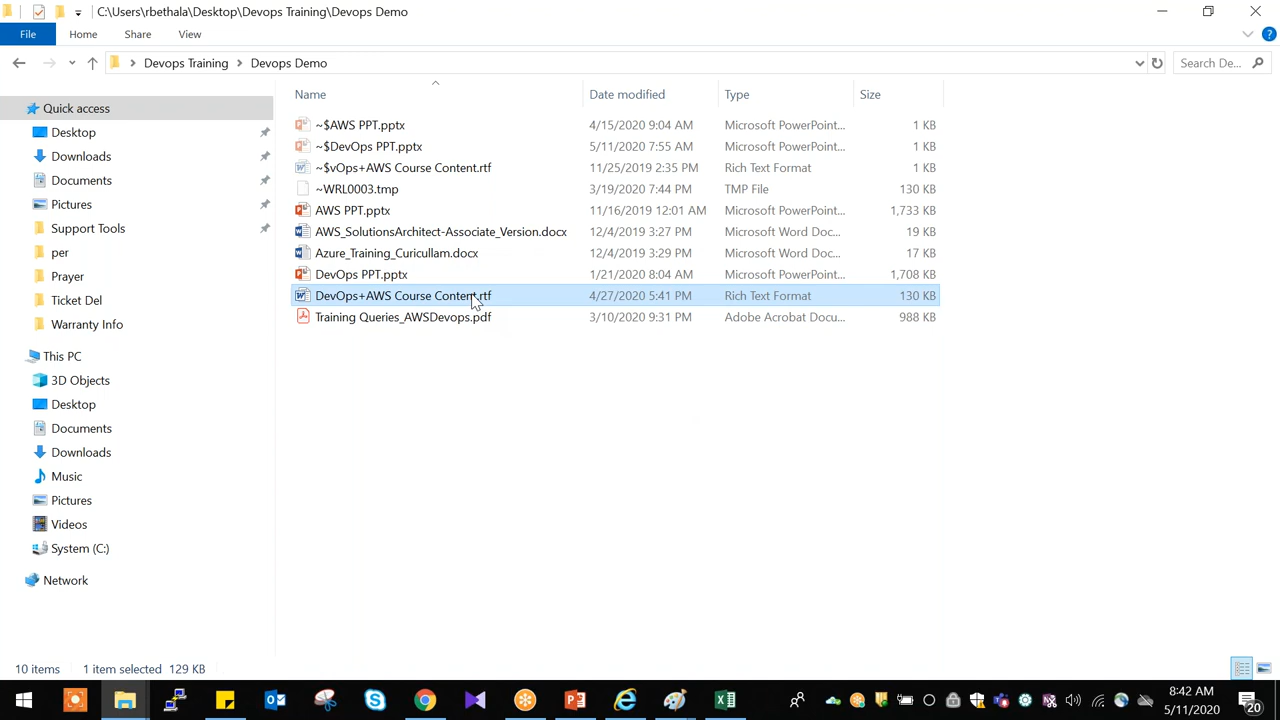 C:\Users\rbethala\Desktop\Devops Training\Devops Demo
File Home Share View
Devops Training Devops Demo Search De...
Name Date modified Type Size
~$AWS PPT.pptx 4/15/2020 9:04 AM Microsoft PowerPoint... 1 KB
~$DevOps PPT.pptx 5/11/2020 7:55 AM Microsoft PowerPoint... 1 KB
~$vOps+AWS Course Content.rtf 11/25/2019 2:35 PM Rich Text Format 1 KB
~WRL0003.tmp 3/19/2020 7:44 PM TMP File 130 KB
AWS PPT.pptx 11/16/2019 12:01 AM Microsoft PowerPoint... 1,733 KB
AWS_SolutionsArchitect-Associate_Version.docx 12/4/2019 3:27 PM Microsoft Word Doc... 19 KB
Azure_Training_Curicullam.docx 12/4/2019 3:29 PM Microsoft Word Doc... 17 KB
DevOps PPT.pptx 1/21/2020 8:04 AM Microsoft PowerPoint... 1,708 KB
DevOps+AWS Course Content.rtf 4/27/2020 5:41 PM Rich Text Format 130 KB
Training Queries_AWSDevops.pdf 3/10/2020 9:31 PM Adobe Acrobat Docu... 988 KB
Quick access
Desktop
Downloads
Documents
Pictures
Support Tools
per
Prayer
Ticket Del
Warranty Info
This PC
3D Objects
Desktop
Documents
Downloads
Music
Pictures
Videos
System (C:)
Network
10 items 1 item selected 129 KB
8:42 AM
5/11/2020
20